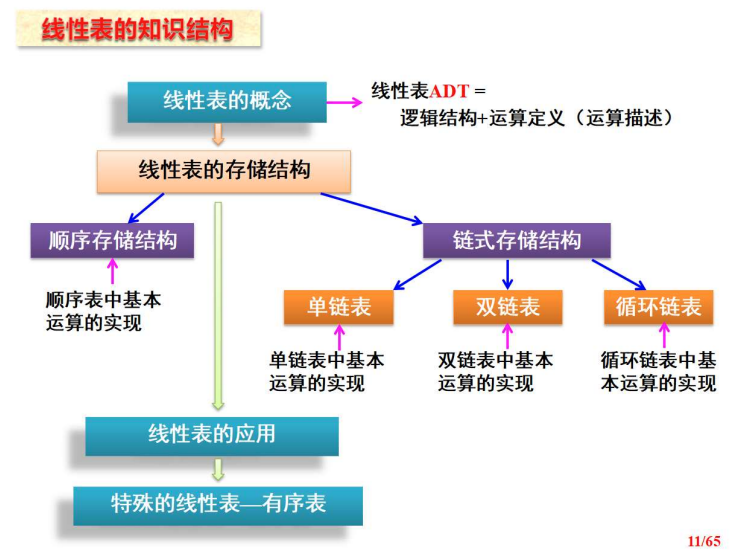 线性表的知识结构
线性表的概念
线性表ADT =
逻辑结构+运算定义（运算描述）
线性表的存储结构
顺序存储结构
链式存储结构
顺序表中基本
运算的实现
单链表
双链表
循环链表
单链表中基本
运算的实现
双链表中基本
运算的实现
循环链表中基
本运算的实现
线性表的应用
特殊的线性表—有序表
11/65